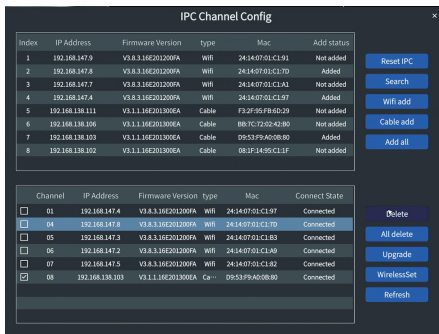 IPC Channel Config ×
Index IP Address Firmware Version type Mac Add status
1 192.168.147.9 V3.8.3.16E201200FA Wifi 24:14:07:01:C1:91 Not added
2 192.168.147.8 V3.8.3.16E201200FA Wifi 24:14:07:01:C1:7D Added
3 192.168.147.7 V3.8.3.16E201200FA Wifi 24:14:07:01:C1:A1 Not added
4 192.168.147.4 V3.8.3.16E201200FA Wifi 24:14:07:01:C1:97 Added
5 192.168.138.111 V3.1.1.16E201300EA Cable F3:2F:95:FB:6D:29 Not added
6 192.168.138.106 V3.1.1.16E201300EA Cable BB:7C:72:02:42:B0 Not added
7 192.168.138.103 V3.1.1.16E201300EA Cable D9:53:F9:A0:0B:80 Added
8 192.168.138.102 V3.1.1.16E201300EA Cable 08:1F:14:95:C1:1F Not added
Reset IPC
Search
Wifi add
Cable add
Add all
Channel IP Address Firmware Version type Mac Connect State
01 192.168.147.4 V3.8.3.16E201200FA Wifi 24:14:07:01:C1:97 Connected
04 192.168.147.8 V3.8.3.16E201200FA Wifi 24:14:07:01:C1:7D Connected
05 192.168.147.3 V3.8.3.16E201200FA Wifi 24:14:07:01:C1:B3 Connected
06 192.168.147.2 V3.8.3.16E201200FA Wifi 24:14:07:01:C1:A9 Connected
07 192.168.147.5 V3.8.3.16E201200FA Wifi 24:14:07:01:C1:82 Connected
08 192.168.138.103 V3.1.1.16E201300EA Ca··· D9:53:F9:A0:0B:80 Connected
Delete
All delete
Upgrade
WirelessSet
Refresh